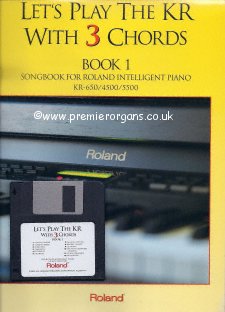 LET'S PLAY THE KR
WITH 3 CHORDS
BOOK 1
SONGBOOK FOR ROLAND INTELLIGENT PIANO
KR-650/4500/5500
© www.premierorgans.co.uk
Roland
LET'S PLAY THE KR
WITH 3 CHORDS
BOOK 1
Roland
Roland